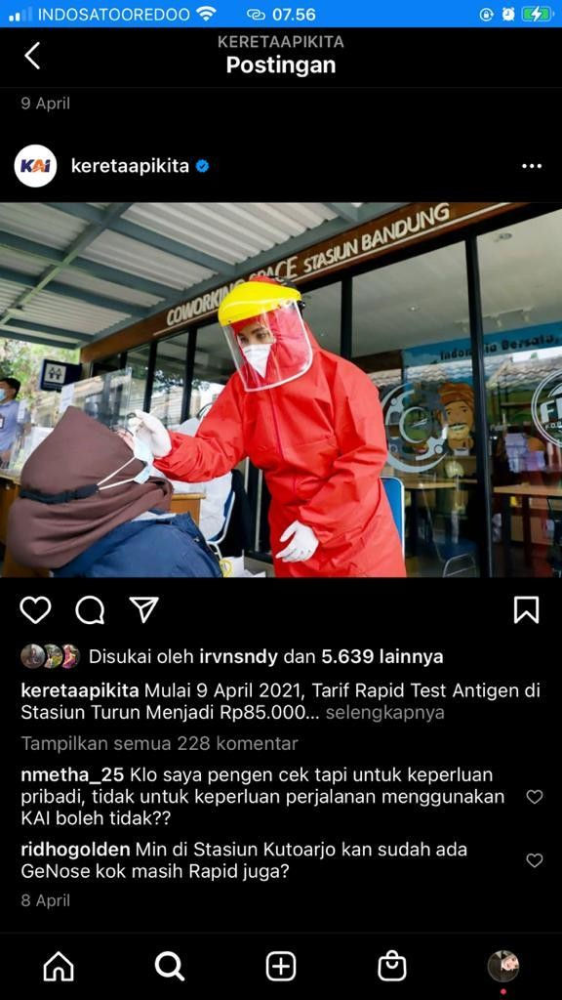 INDOSATOOREDOO 07.56
KERETAAPIKITA
Postingan
9 April
KAI keretaapikita
COWORKING SPACE STASIUN BANDUNG
Indonesia Bersatu
Disukai oleh irvnsndy dan 5.639 lainnya
keretaapikita Mulai 9 April 2021, Tarif Rapid Test Antigen di
Stasiun Turun Menjadi Rp85.000... selengkapnya
Tampilkan semua 228 komentar
nmetha_25 Klo saya pengen cek tapi untuk keperluan
pribadi, tidak untuk keperluan perjalanan menggunakan
KAI boleh tidak??
ridhogolden Min di Stasiun Kutoarjo kan sudah ada
GeNose kok masih Rapid juga?
8 April